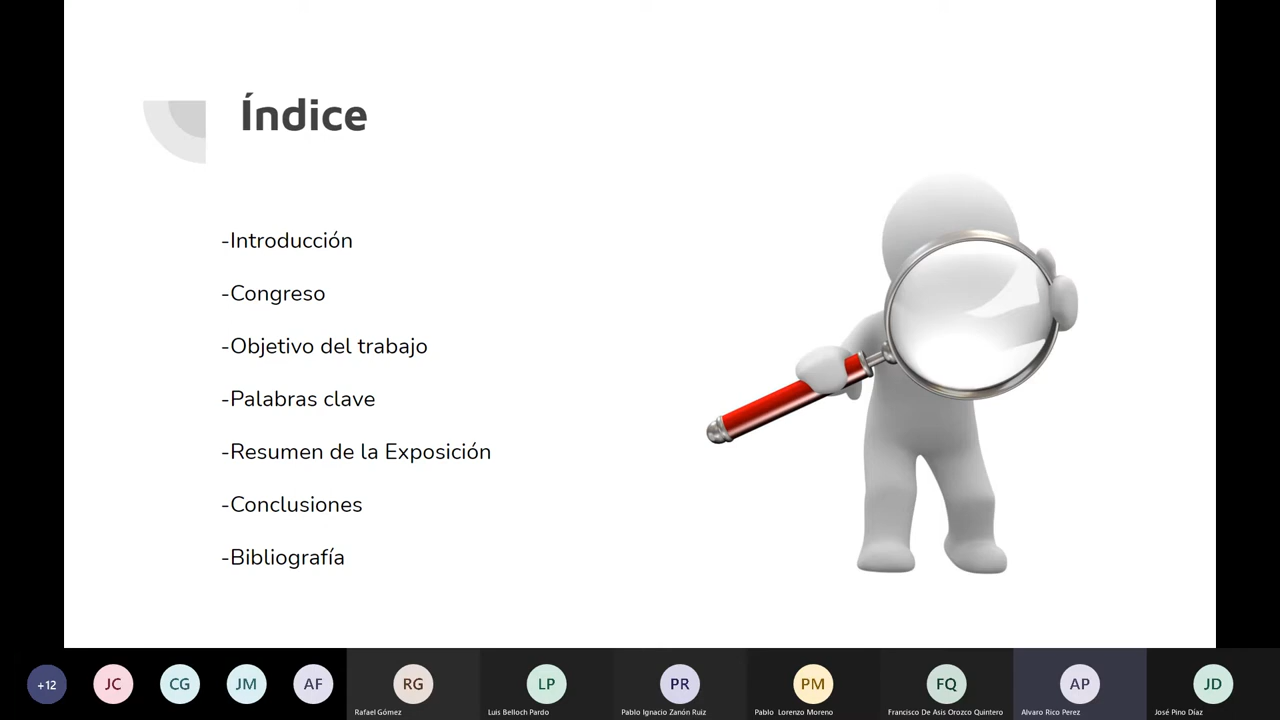 Índice
-Introducción
-Congreso
-Objetivo del trabajo
-Palabras clave
-Resumen de la Exposición
-Conclusiones
-Bibliografía
+12
JC
CG
JM
AF
RG
LP
PR
PM
FQ
AP
JD
Rafael Gómez
Luis Belloch Pardo
Pablo Ignacio Zanón Ruiz
Pablo Lorenzo Moreno
Francisco De Asis Orozco Quintero
Alvaro Rico Perez
José Pino Díaz